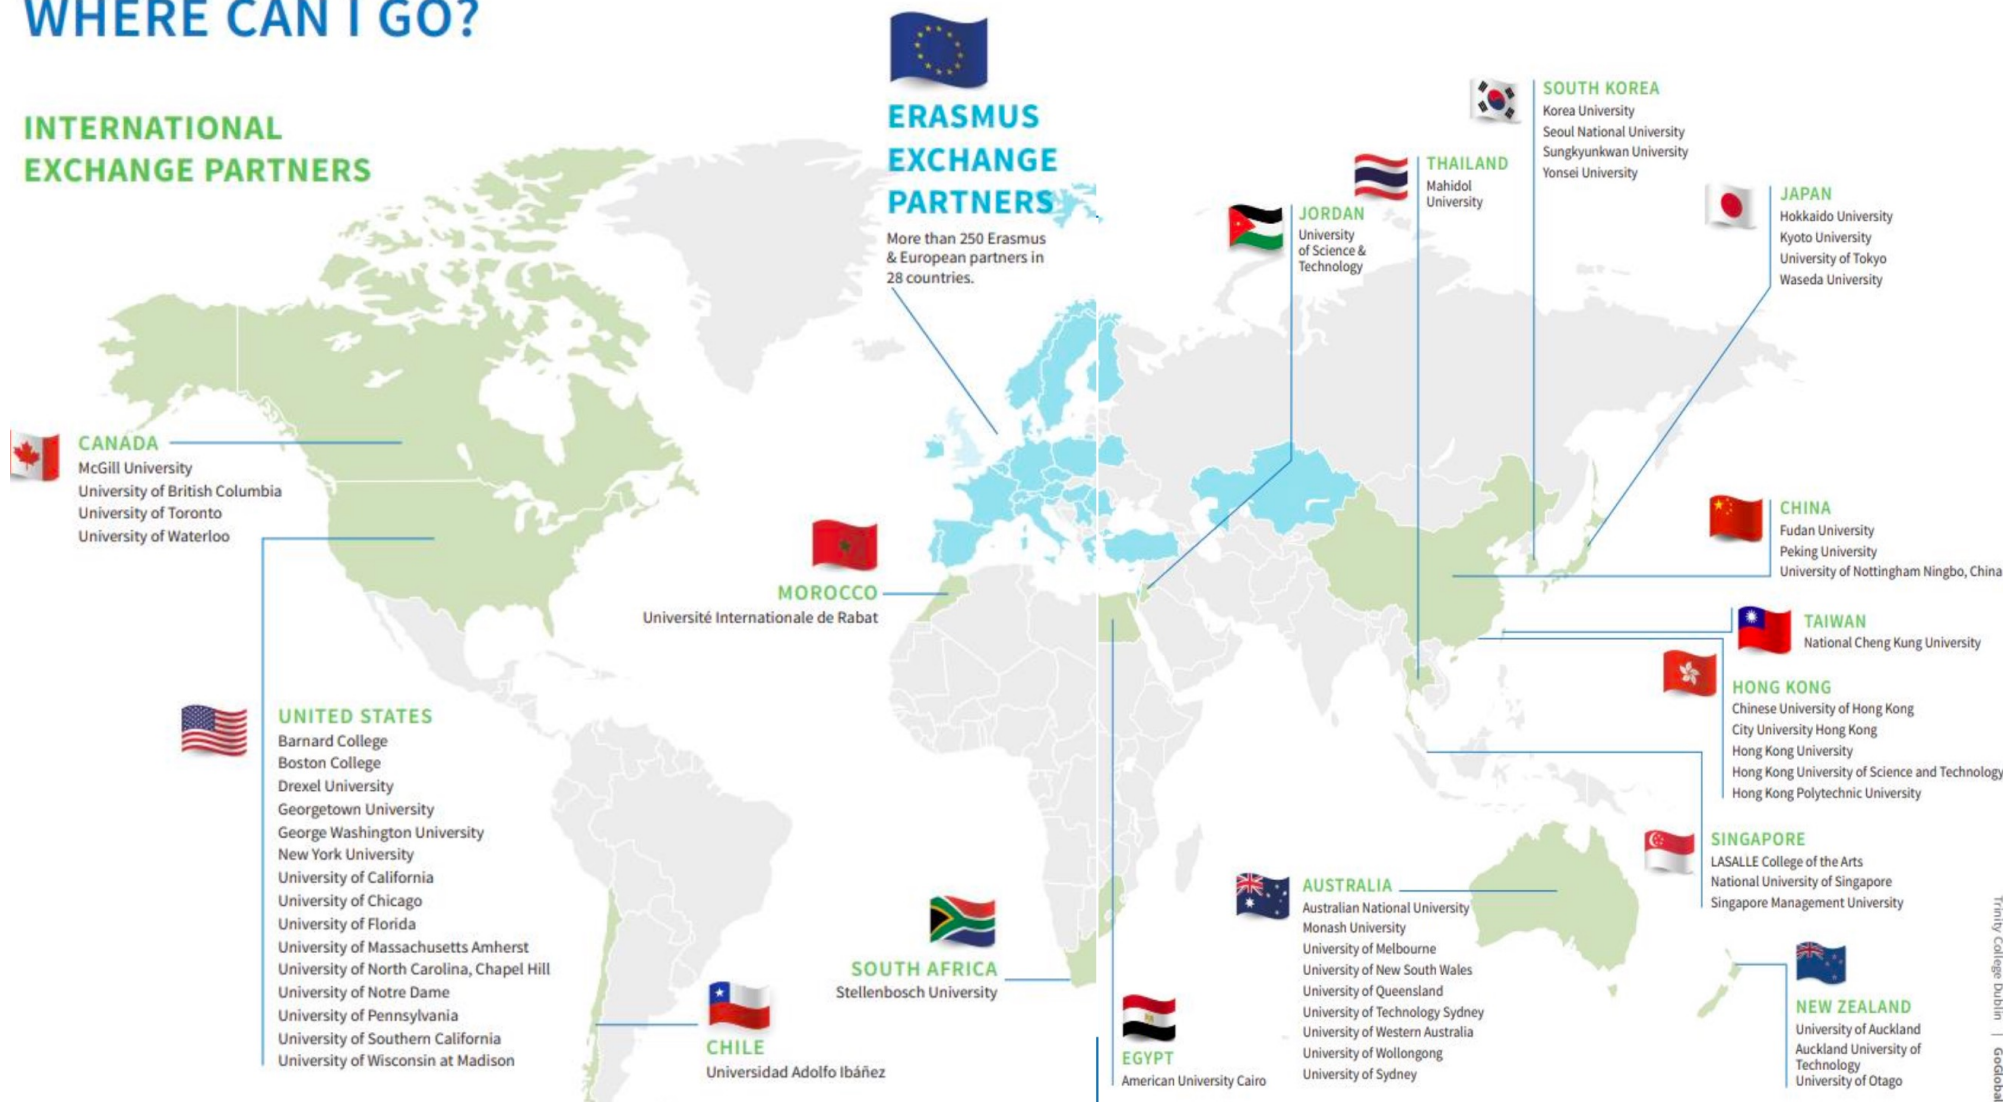 WHERE CAN I GO?
INTERNATIONAL
EXCHANGE PARTNERS
ERASMUS
EXCHANGE
PARTNERS
More than 250 Erasmus
& European partners in
28 countries.
CANADA
McGill University
University of British Columbia
University of Toronto
University of Waterloo
UNITED STATES
Barnard College
Boston College
Drexel University
Georgetown University
George Washington University
New York University
University of California
University of Chicago
University of Florida
University of Massachusetts Amherst
University of North Carolina, Chapel Hill
University of Notre Dame
University of Pennsylvania
University of Southern California
University of Wisconsin at Madison
MOROCCO
Université Internationale de Rabat
SOUTH AFRICA
Stellenbosch University
CHILE
Universidad Adolfo Ibáñez
JORDAN
University
of Science &
Technology
THAILAND
Mahidol
University
SOUTH KOREA
Korea University
Seoul National University
Sungkyunkwan University
Yonsei University
JAPAN
Hokkaido University
Kyoto University
University of Tokyo
Waseda University
CHINA
Fudan University
Peking University
University of Nottingham Ningbo, China
TAIWAN
National Cheng Kung University
HONG KONG
Chinese University of Hong Kong
City University Hong Kong
Hong Kong University
Hong Kong University of Science and Technology
Hong Kong Polytechnic University
SINGAPORE
LASALLE College of the Arts
National University of Singapore
Singapore Management University
AUSTRALIA
Australian National University
Monash University
University of Melbourne
University of New South Wales
University of Queensland
University of Technology Sydney
University of Western Australia
University of Wollongong
University of Sydney
NEW ZEALAND
University of Auckland
Auckland University of
Technology
University of Otago
EGYPT
American University Cairo
Trinity College Dublin | GoGlobal